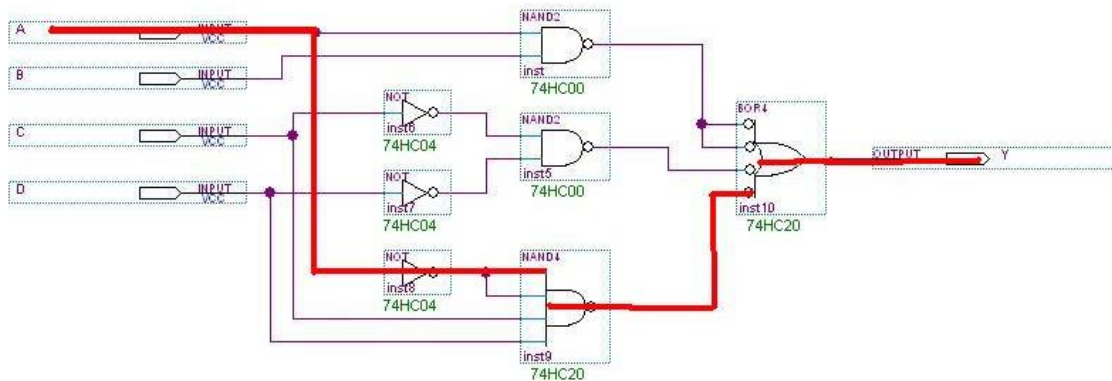 A
INPUT
VCC
NAND2
inst
74HC00
B
INPUT
VCC
NOT
inst6
74HC04
NAND2
inst5
74HC00
BOR4
inst10
74HC20
OUTPUT
Y
C
INPUT
VCC
D
INPUT
VCC
NOT
inst7
74HC04
NOT
inst8
74HC04
NAND4
inst9
74HC20